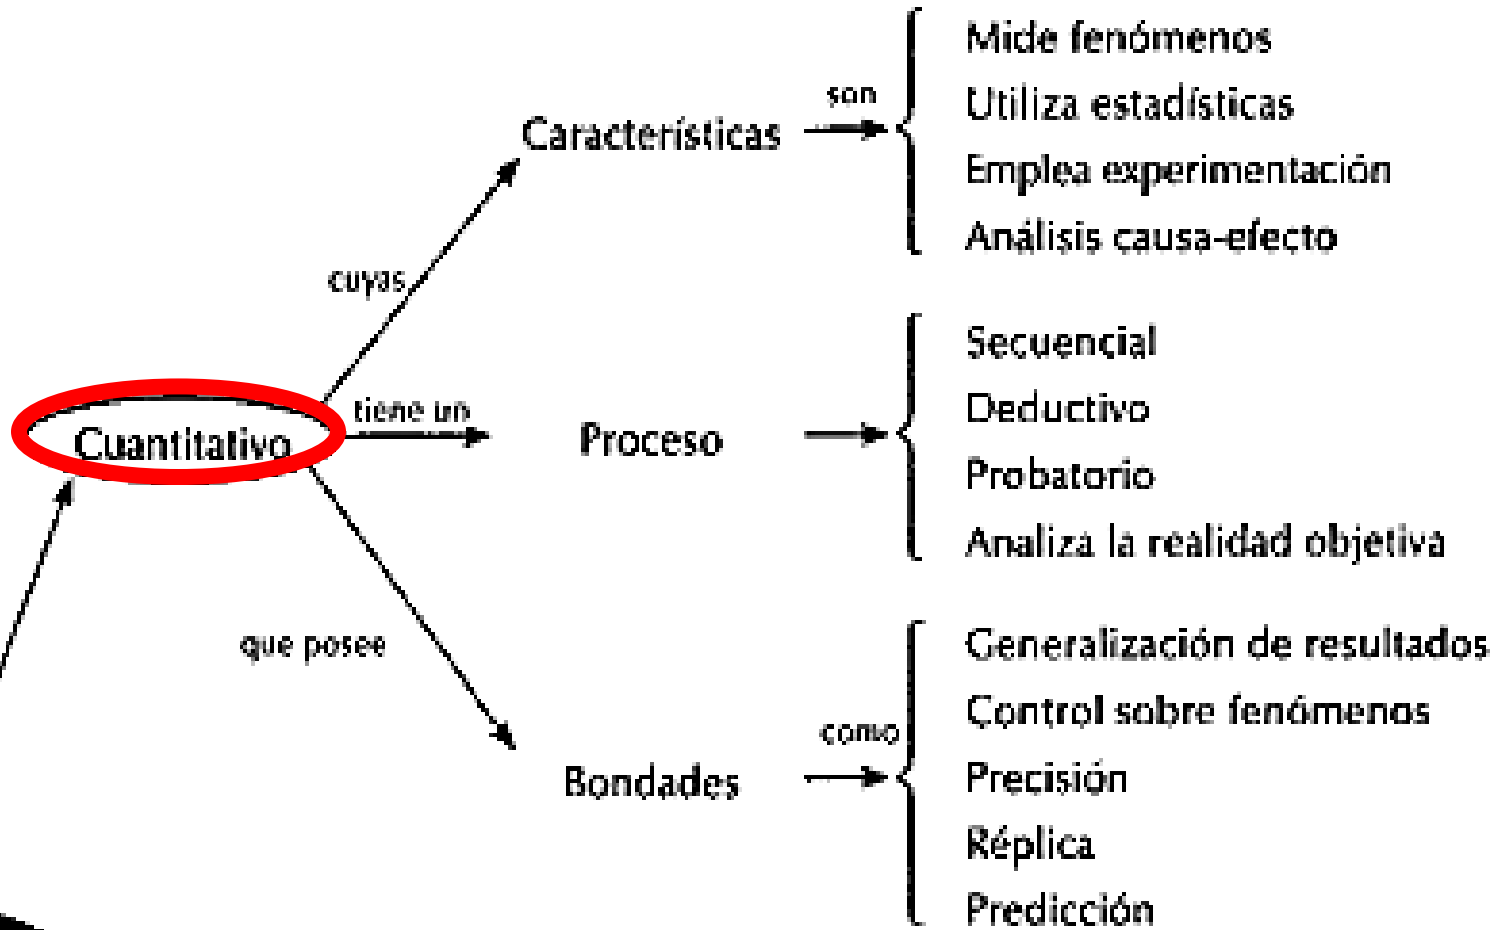 Mide fenómenos
son
Utiliza estadísticas
Características
Emplea experimentación
Análisis causa-efecto
cuyas
Secuencial
tiene un
Deductivo
Cuantitativo
Proceso
Probatorio
Analiza la realidad objetiva
que posee
Generalización de resultados
Control sobre fenómenos
como
Bondades
Precisión
Réplica
Predicción